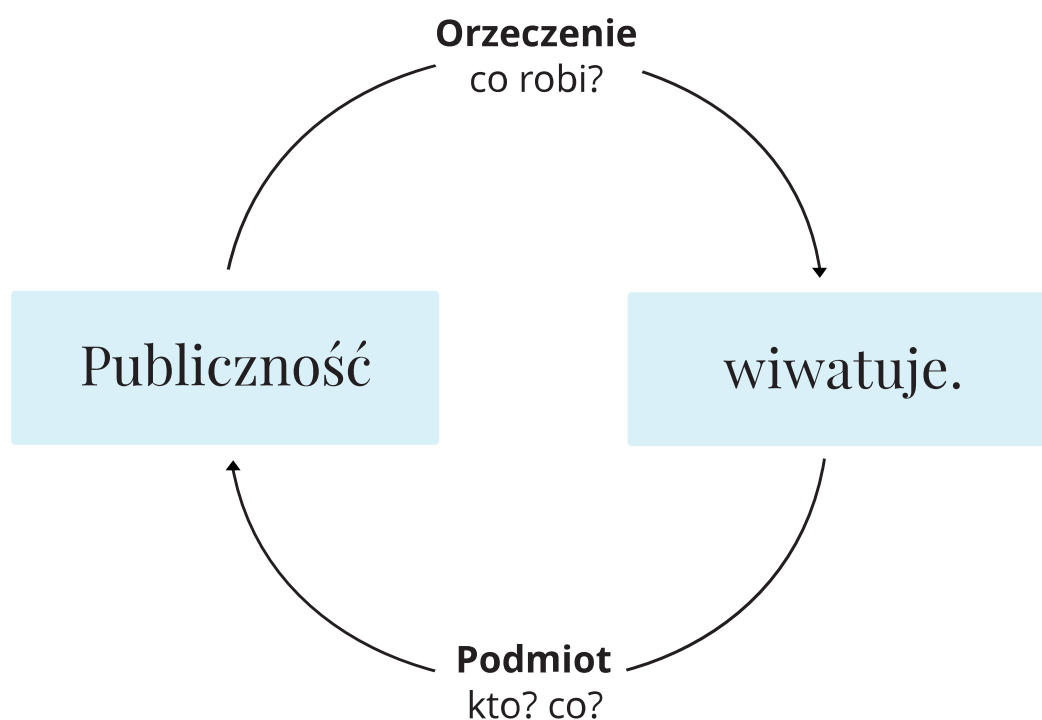 Orzeczenie
co robi?
Publiczność
wiwatuje.
Podmiot
kto? co?